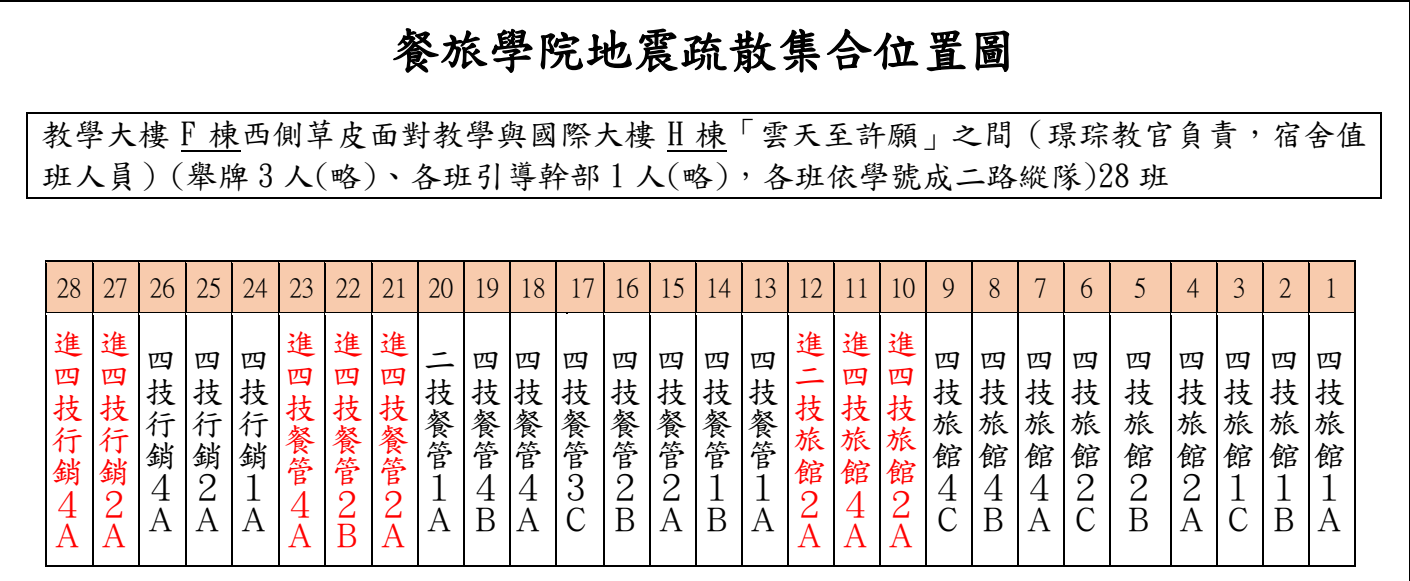 餐旅學院地震疏散集合位置圖
教學大樓 F 棟西側草皮面對教學與國際大樓 H 棟「雲天至許願」之間（璟琮教官負責，宿舍值
班人員）(舉牌 3 人(略)、各班引導幹部 1 人(略)，各班依學號成二路縱隊)28 班
28 27 26 25 24 23 22 21 20 19 18 17 16 15 14 13 12 11 10 9 8 7 6 5 4 3 2 1
進四技行銷4A
進四技行銷2A
四技行銷4A
四技行銷2A
四技行銷1A
進四技餐管4A
進四技餐管2B
進四技餐管2A
二技餐管1A
四技餐管4B
四技餐管4A
四技餐管3C
四技餐管2B
四技餐管2A
四技餐管1B
四技餐管1A
進二技旅館2A
進四技旅館4A
進四技旅館2A
四技旅館4C
四技旅館4B
四技旅館4A
四技旅館2C
四技旅館2B
四技旅館2A
四技旅館1C
四技旅館1B
四技旅館1A